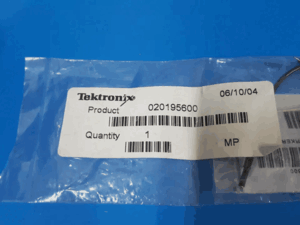 Tektronix 06/10/04
Product 020195600
Quantity 1
MP